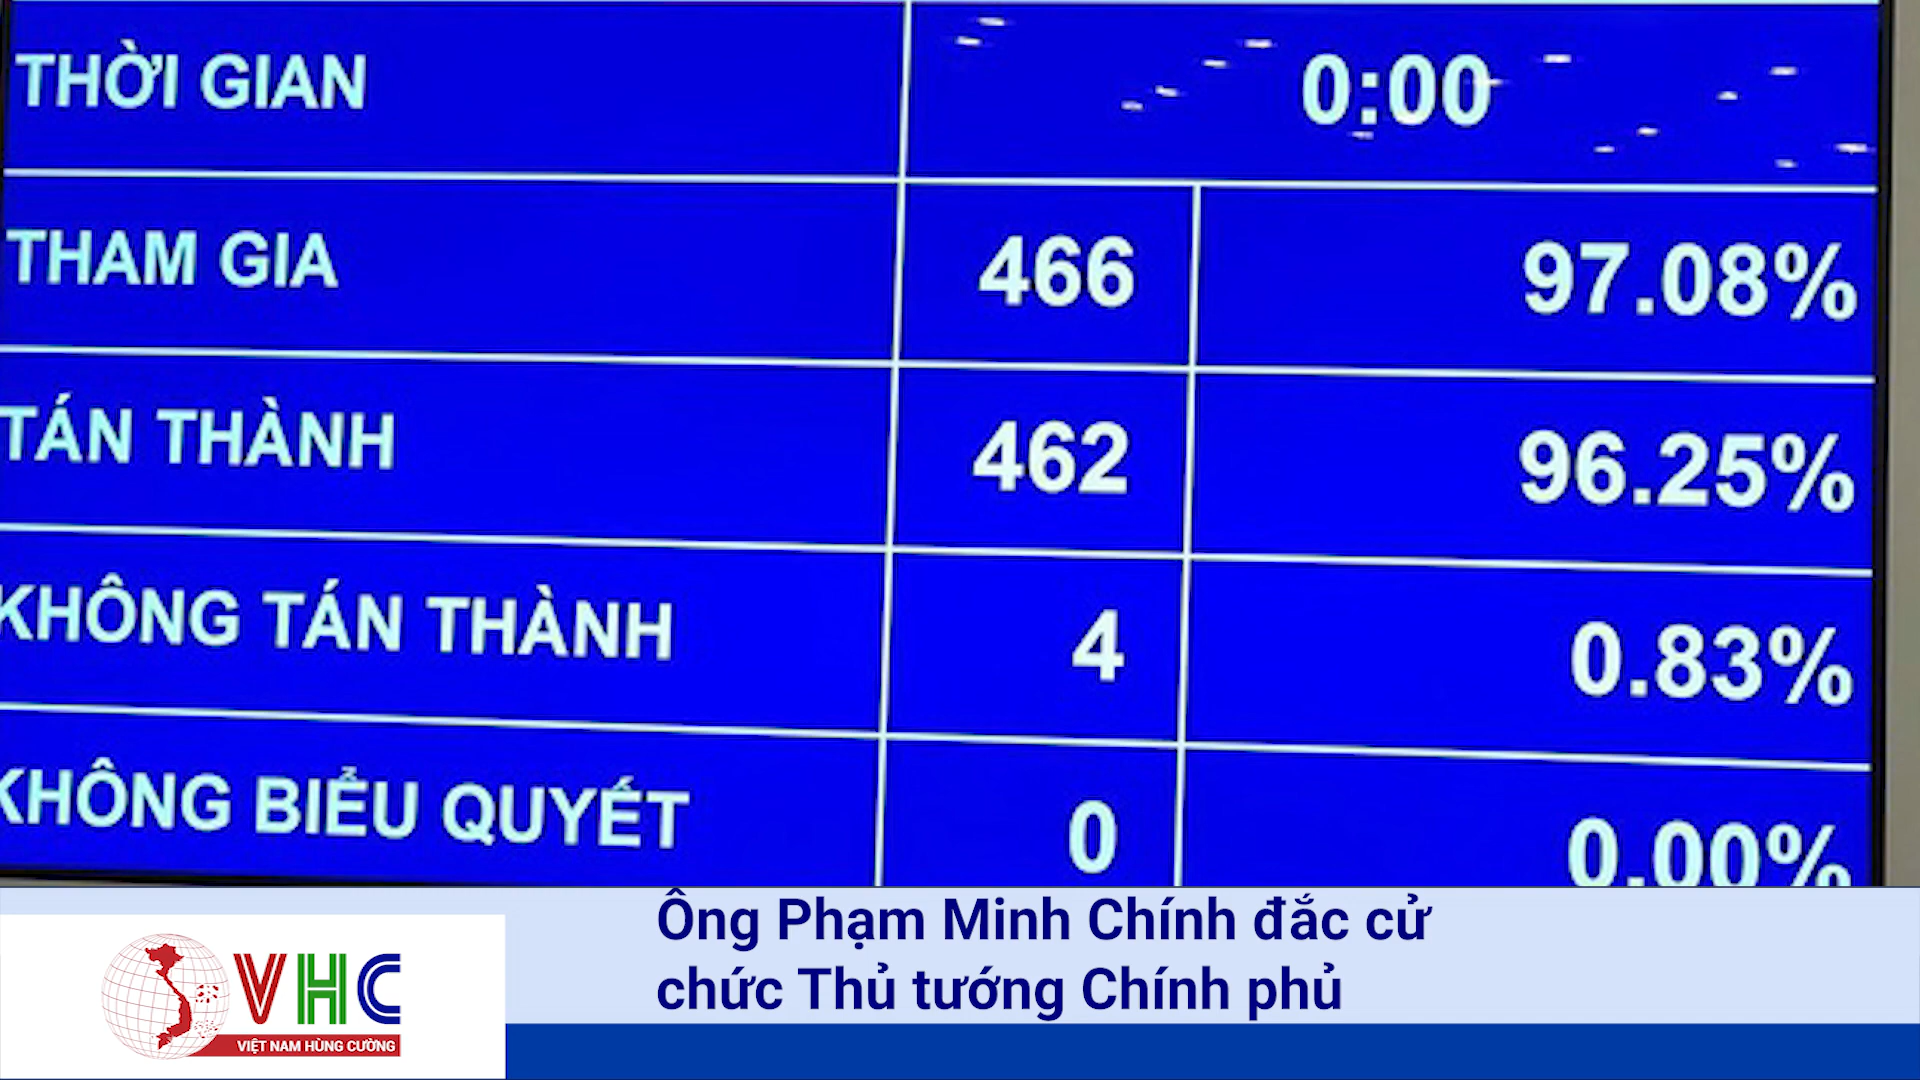 THỜI GIAN 0:00
THAM GIA 466 97.08%
TÁN THÀNH 462 96.25%
KHÔNG TÁN THÀNH 4 0.83%
KHÔNG BIỂU QUYẾT 0 0.00%
Ông Phạm Minh Chính đắc cử
chức Thủ tướng Chính phủ
VHC
VIỆT NAM HÙNG CƯỜNG